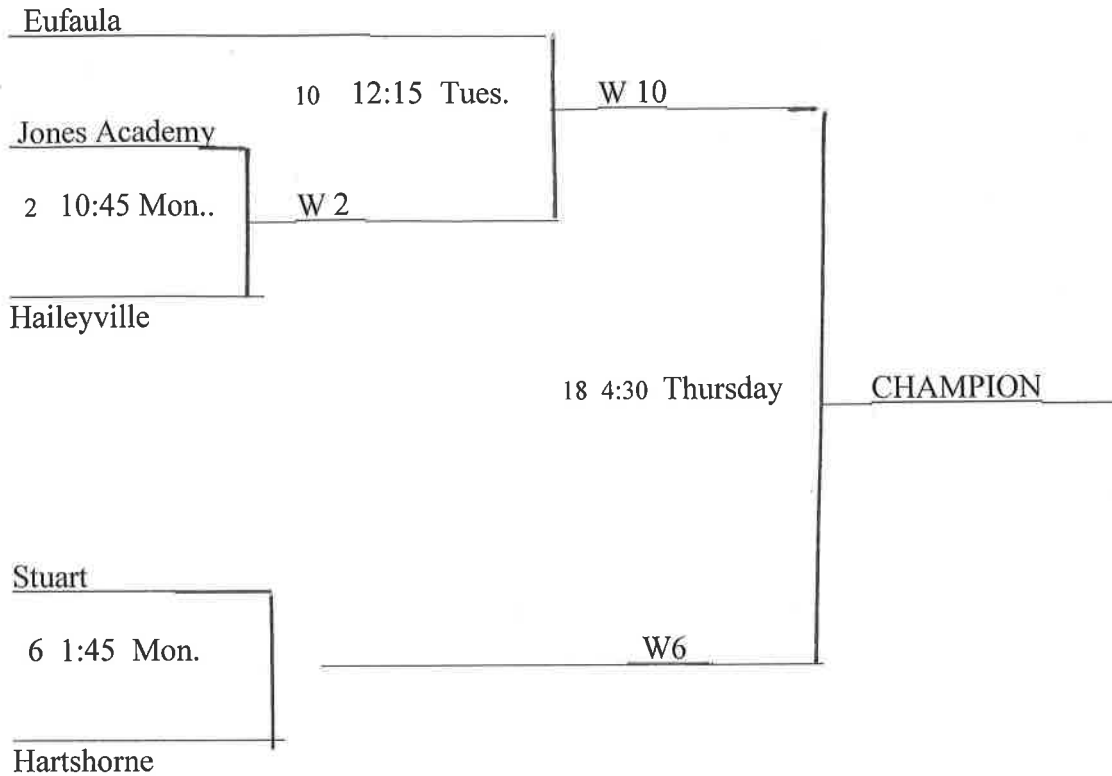 Eufaula
10 12:15 Tues.
W 10
Jones Academy
2 10:45 Mon..
W 2
Haileyville
18 4:30 Thursday
CHAMPION
Stuart
6 1:45 Mon.
W6
Hartshorne